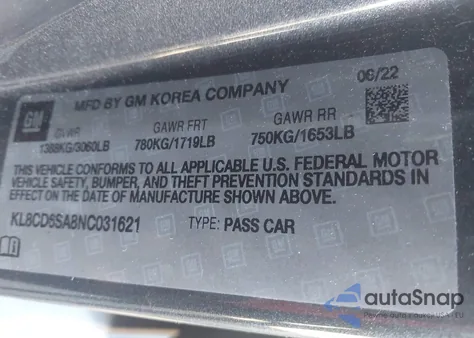 GM
MFD BY GM KOREA COMPANY
06/22
GVWR
GAWR FRT
GAWR RR
1388KG/3060LB
780KG/1719LB
750KG/1653LB
THIS VEHICLE CONFORMS TO ALL APPLICABLE U.S. FEDERAL MOTOR
VEHICLE SAFETY, BUMPER, AND THEFT PREVENTION STANDARDS IN
EFFECT ON THE DATE OF MANUFACTURE SHOWN ABOVE.
KL8CD6SA8NC031621
TYPE: PASS CAR
autoSnap